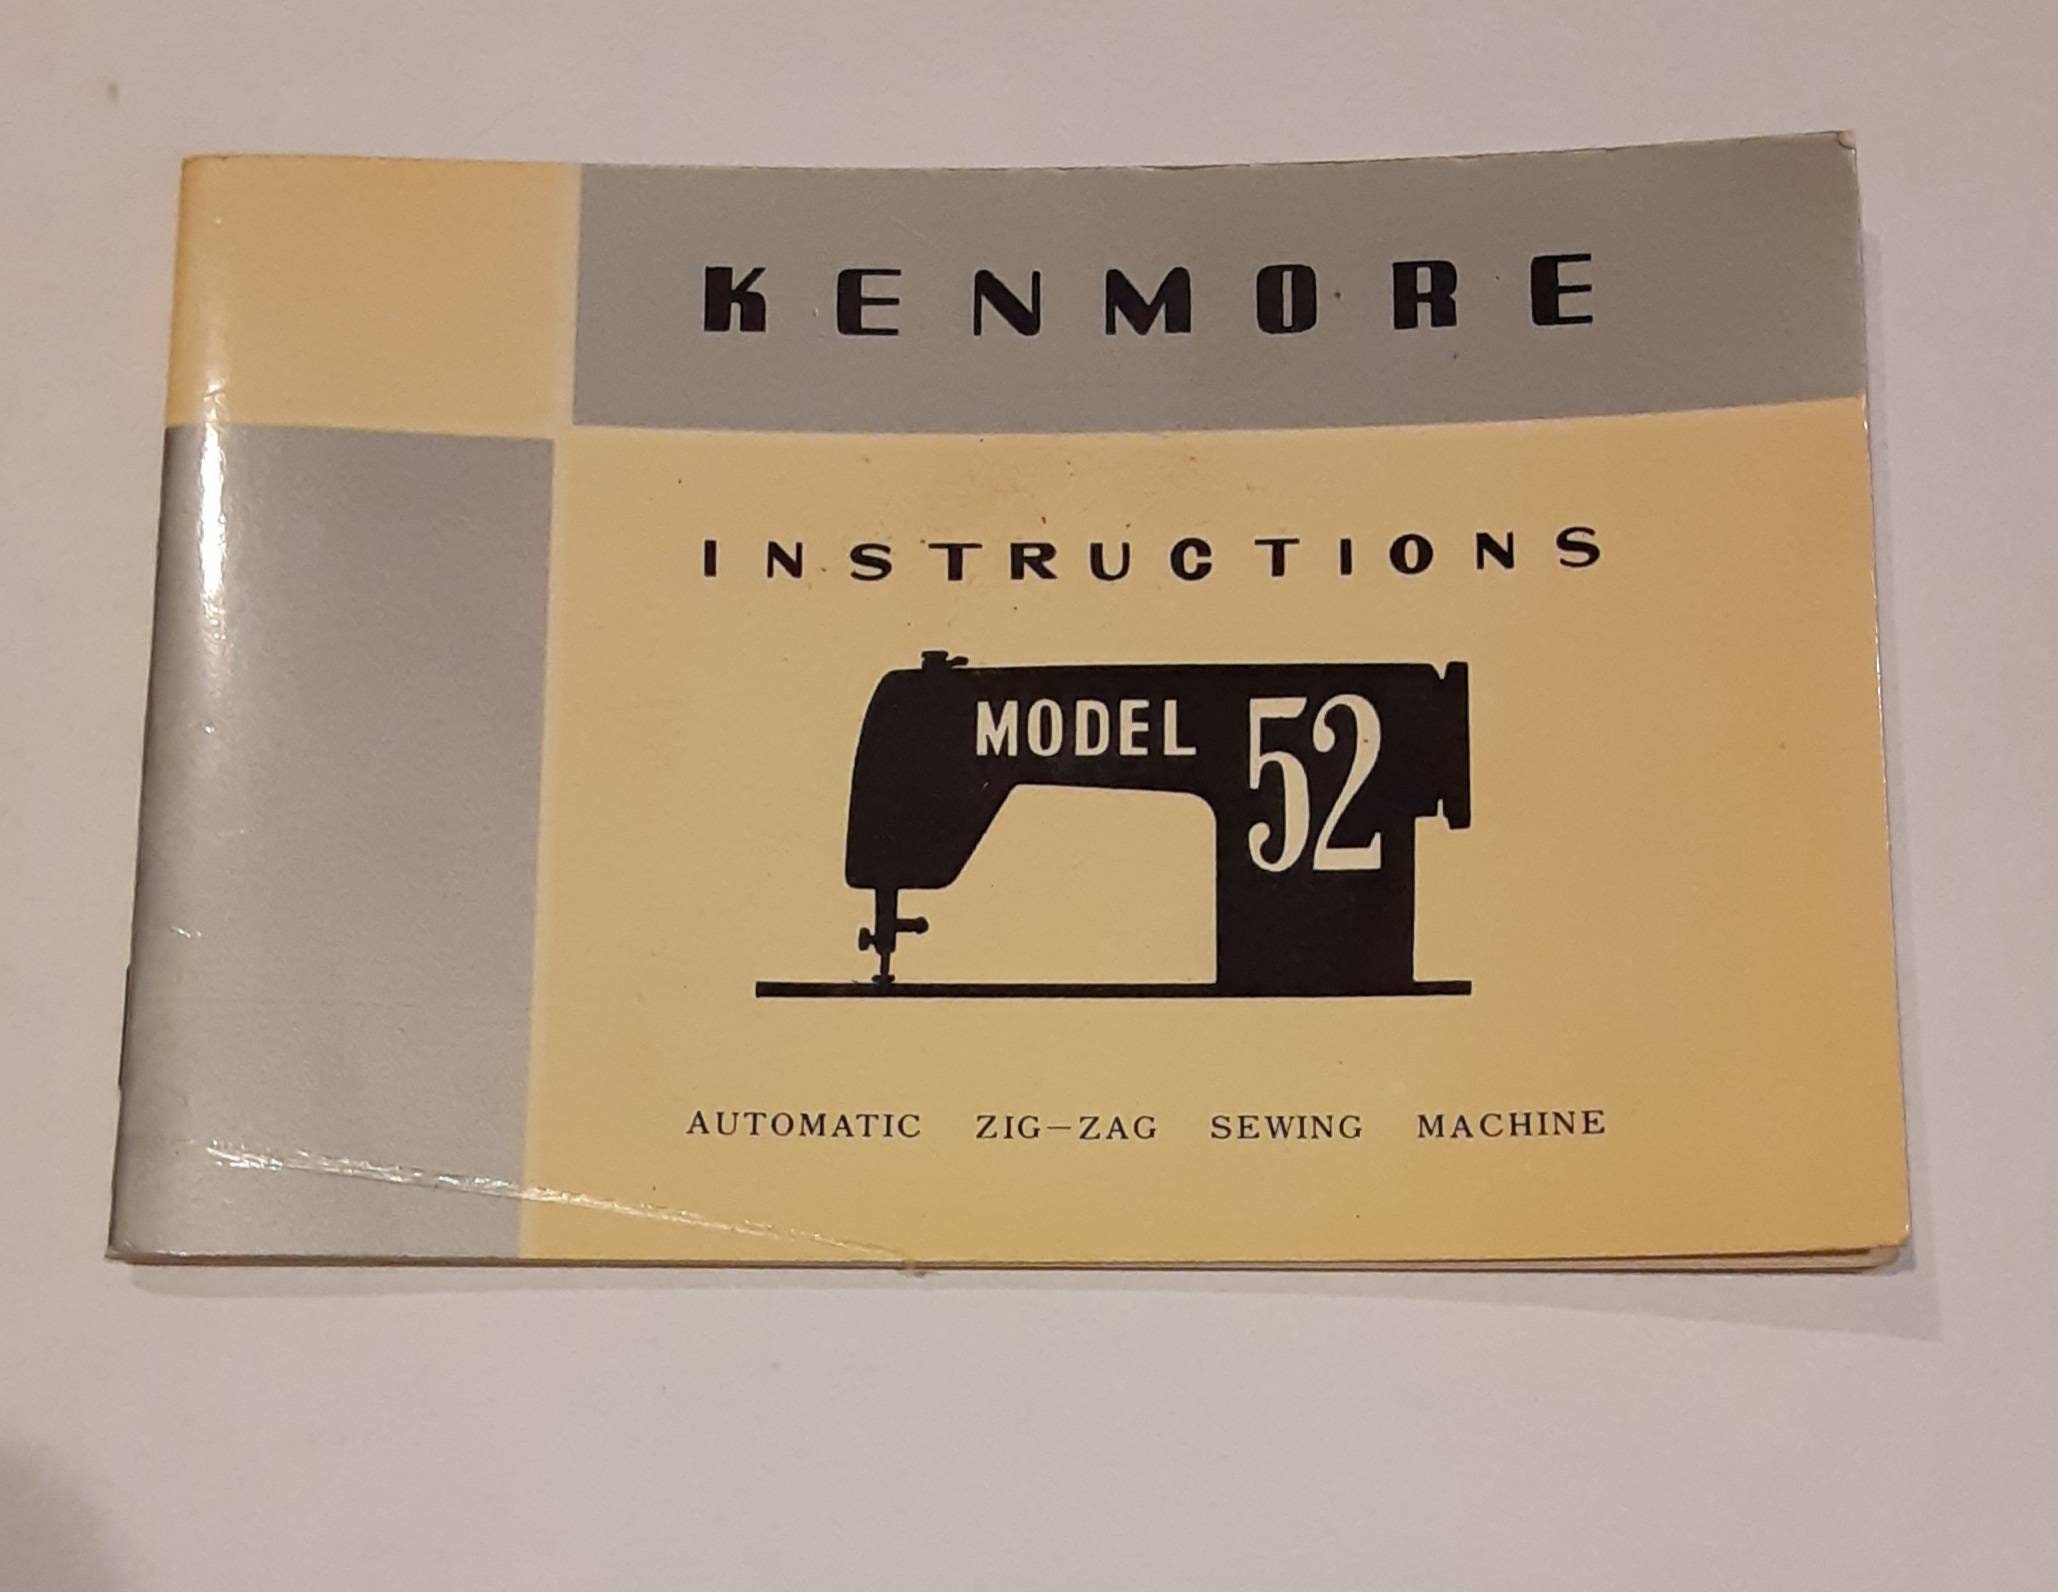 KENMORE
INSTRUCTIONS
MODEL 52
AUTOMATIC ZIG-ZAG SEWING MACHINE